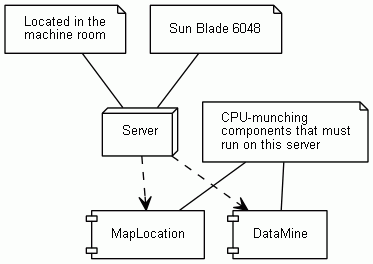 Located in the
machine room
Sun Blade 6048
Server
CPU-munching
components that must
run on this server
MapLocation
DataMine